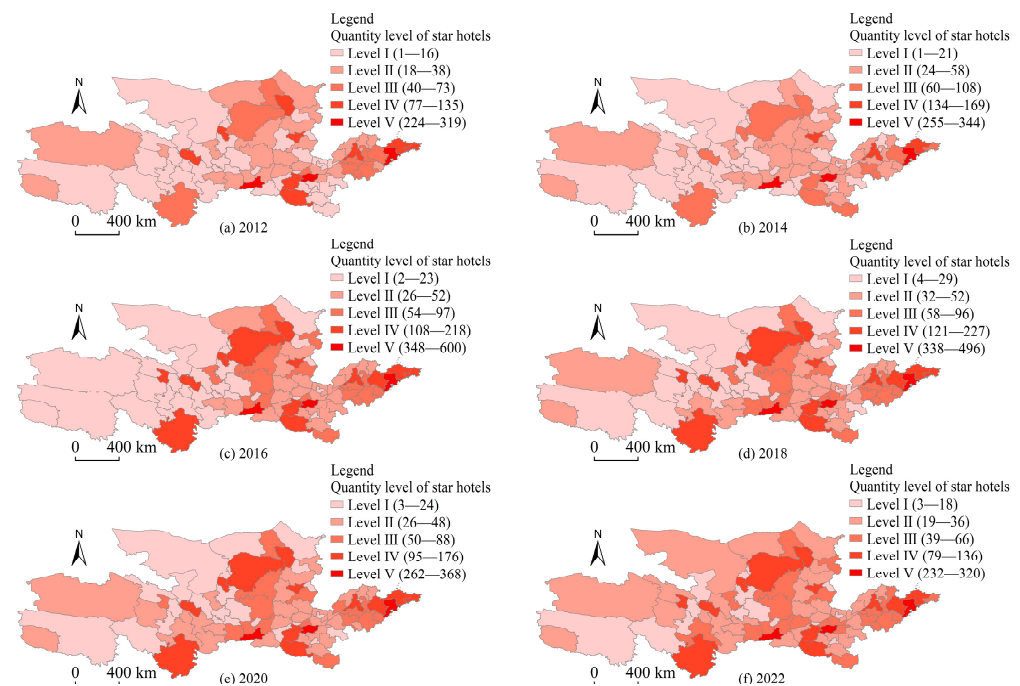 Legend
Quantity level of star hotels
Level I (1—16)
Level II (18—38)
Level III (40—73)
Level IV (77—135)
Level V (224—319)
N
0 400 km
(a) 2012
Legend
Quantity level of star hotels
Level I (1—21)
Level II (24—58)
Level III (60—108)
Level IV (134—169)
Level V (255—344)
N
0 400 km
(b) 2014
Legend
Quantity level of star hotels
Level I (2—23)
Level II (26—52)
Level III (54—97)
Level IV (108—218)
Level V (348—600)
N
0 400 km
(c) 2016
Legend
Quantity level of star hotels
Level I (4—29)
Level II (32—52)
Level III (58—96)
Level IV (121—227)
Level V (338—496)
N
0 400 km
(d) 2018
Legend
Quantity level of star hotels
Level I (3—24)
Level II (26—48)
Level III (50—88)
Level IV (95—176)
Level V (262—368)
N
0 400 km
(e) 2020
Legend
Quantity level of star hotels
Level I (3—18)
Level II (19—36)
Level III (39—66)
Level IV (79—136)
Level V (232—320)
N
0 400 km
(f) 2022